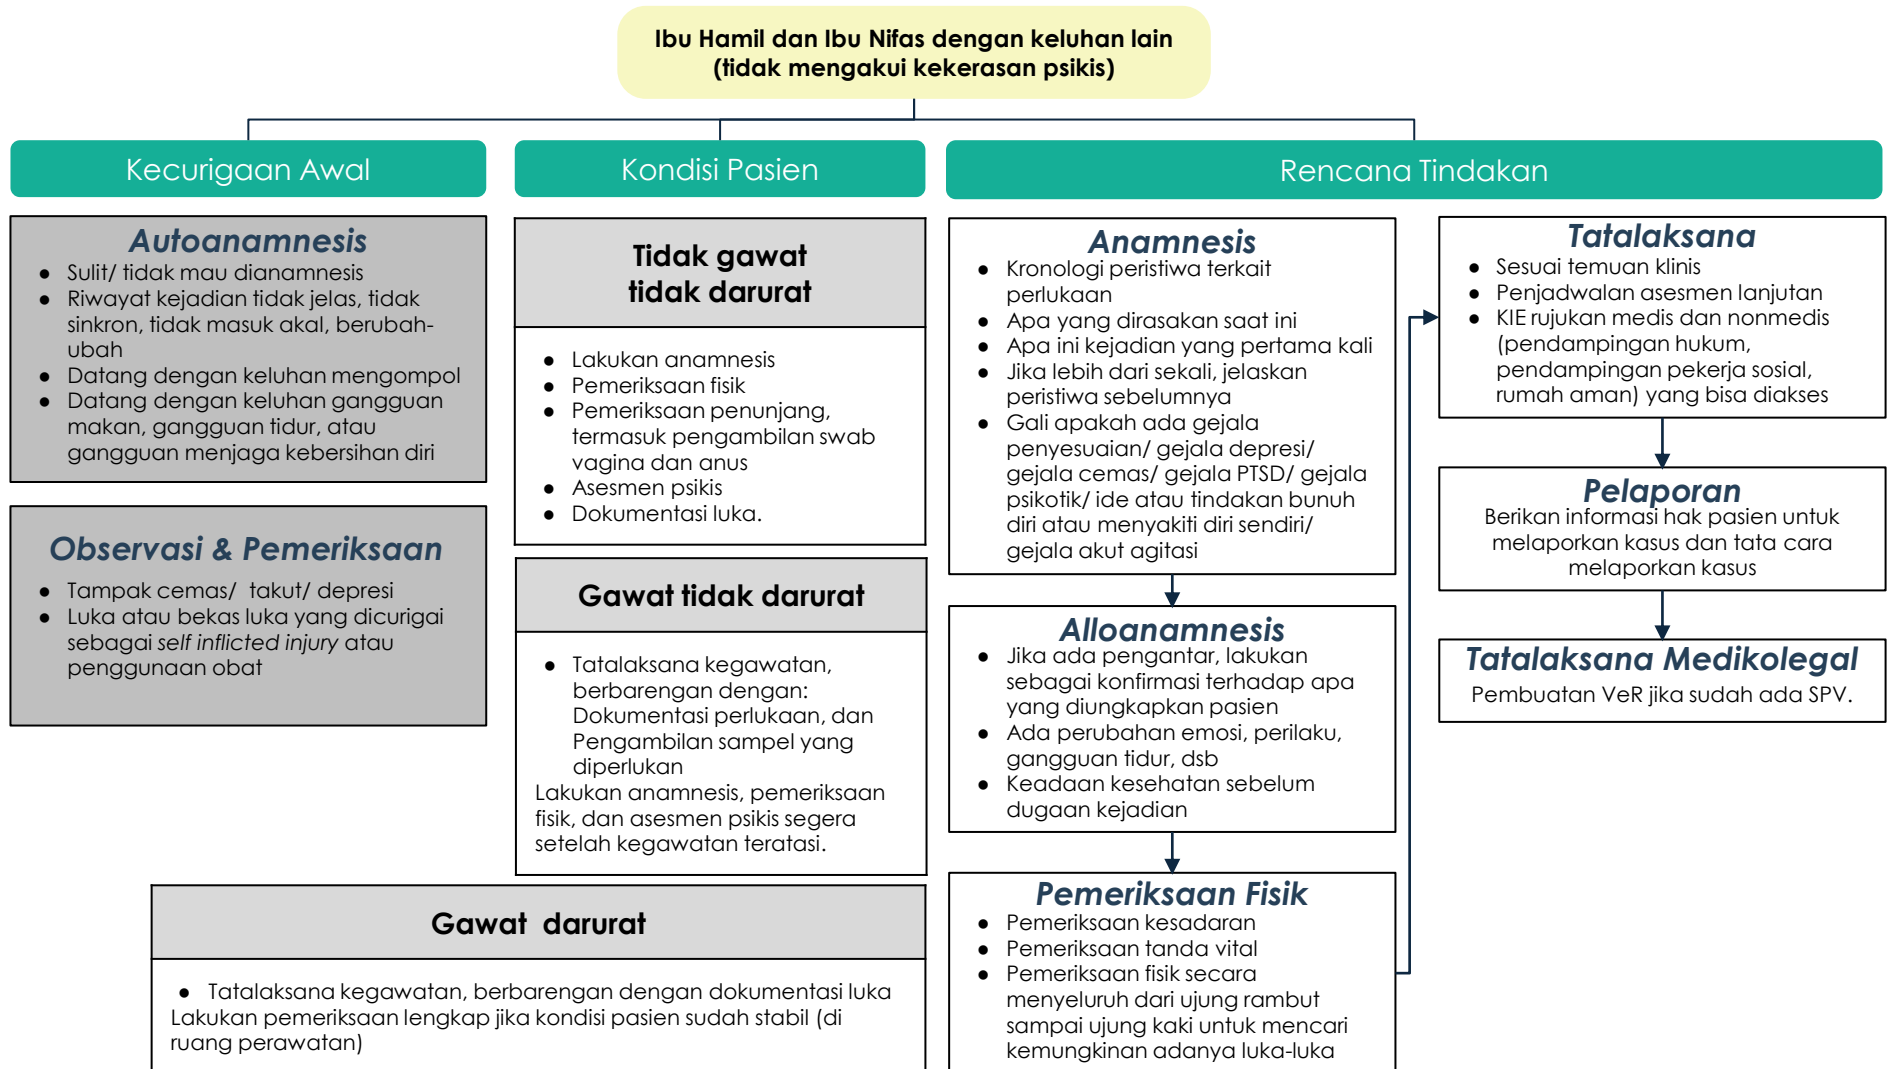 Ibu Hamil dan Ibu Nifas dengan keluhan lain
(tidak mengakui kekerasan psikis)
Kecurigaan Awal
Autoanamnesis
● Sulit/ tidak mau dianamnesis
● Riwayat kejadian tidak jelas, tidak
sinkron, tidak masuk akal, berubah-
ubah
● Datang dengan keluhan mengompol
● Datang dengan keluhan gangguan
makan, gangguan tidur, atau
gangguan menjaga kebersihan diri
Observasi & Pemeriksaan
● Tampak cemas/ takut/ depresi
● Luka atau bekas luka yang dicurigai
sebagai self inflicted injury atau
penggunaan obat
Kondisi Pasien
Tidak gawat
tidak darurat
● Lakukan anamnesis
● Pemeriksaan fisik
● Pemeriksaan penunjang,
termasuk pengambilan swab
vagina dan anus
● Asesmen psikis
● Dokumentasi luka.
Gawat tidak darurat
● Tatalaksana kegawatan,
berbarengan dengan:
Dokumentasi perlukaan, dan
Pengambilan sampel yang
diperlukan
Lakukan anamnesis, pemeriksaan
fisik, dan asesmen psikis segera
setelah kegawatan teratasi.
Gawat darurat
● Tatalaksana kegawatan, berbarengan dengan dokumentasi luka
Lakukan pemeriksaan lengkap jika kondisi pasien sudah stabil (di
ruang perawatan)
Rencana Tindakan
Anamnesis
● Kronologi peristiwa terkait
perlukaan
● Apa yang dirasakan saat ini
● Apa ini kejadian yang pertama kali
● Jika lebih dari sekali, jelaskan
peristiwa sebelumnya
● Gali apakah ada gejala
penyesuaian/ gejala depresi/
gejala cemas/ gejala PTSD/ gejala
psikotik/ ide atau tindakan bunuh
diri atau menyakiti diri sendiri/
gejala akut agitasi
Alloanamnesis
● Jika ada pengantar, lakukan
sebagai konfirmasi terhadap apa
yang diungkapkan pasien
● Ada perubahan emosi, perilaku,
gangguan tidur, dsb
● Keadaan kesehatan sebelum
dugaan kejadian
Pemeriksaan Fisik
● Pemeriksaan kesadaran
● Pemeriksaan tanda vital
● Pemeriksaan fisik secara
menyeluruh dari ujung rambut
sampai ujung kaki untuk mencari
kemungkinan adanya luka-luka
Tatalaksana
● Sesuai temuan klinis
● Penjadwalan asesmen lanjutan
● KIE rujukan medis dan nonmedis
(pendampingan hukum,
pendampingan pekerja sosial,
rumah aman) yang bisa diakses
Pelaporan
Berikan informasi hak pasien untuk
melaporkan kasus dan tata cara
melaporkan kasus
Tatalaksana Medikolegal
Pembuatan VeR jika sudah ada SPV.